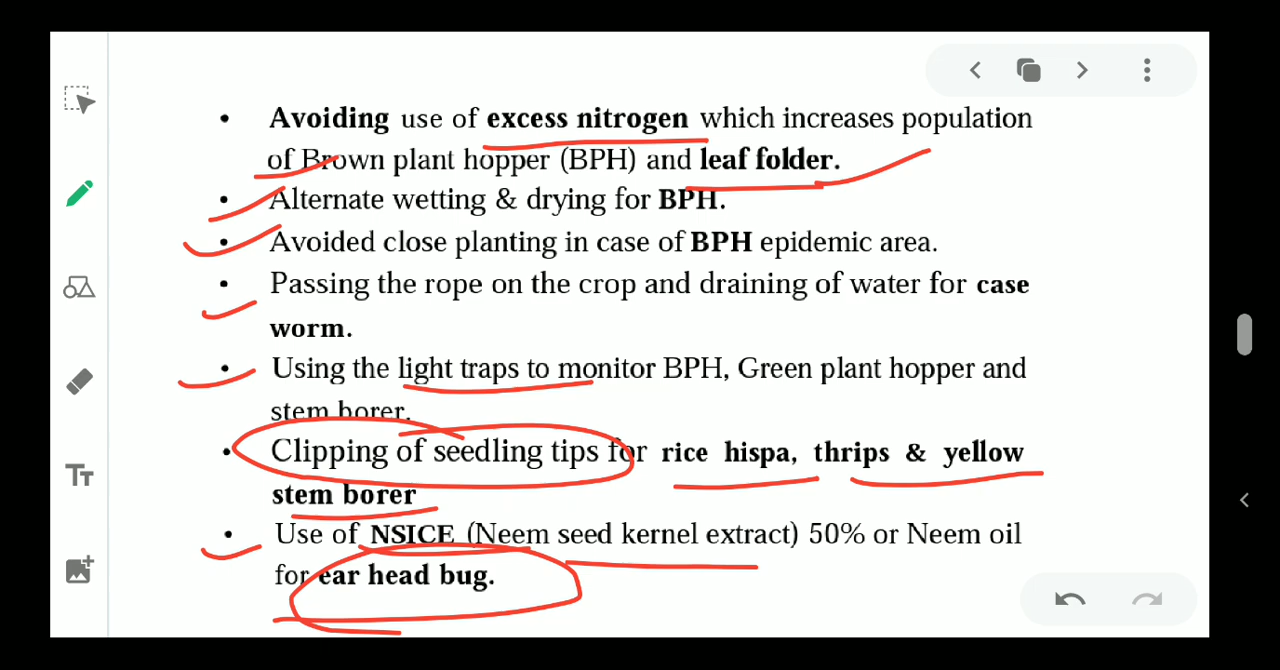 • Avoiding use of excess nitrogen which increases population
of Brown plant hopper (BPH) and leaf folder.
• Alternate wetting & drying for BPH.
• Avoided close planting in case of BPH epidemic area.
• Passing the rope on the crop and draining of water for case
worm.
• Using the light traps to monitor BPH, Green plant hopper and
stem borer.
• Clipping of seedling tips for rice hispa, thrips & yellow
stem borer
• Use of NSICE (Neem seed kernel extract) 50% or Neem oil
for ear head bug.
Tт